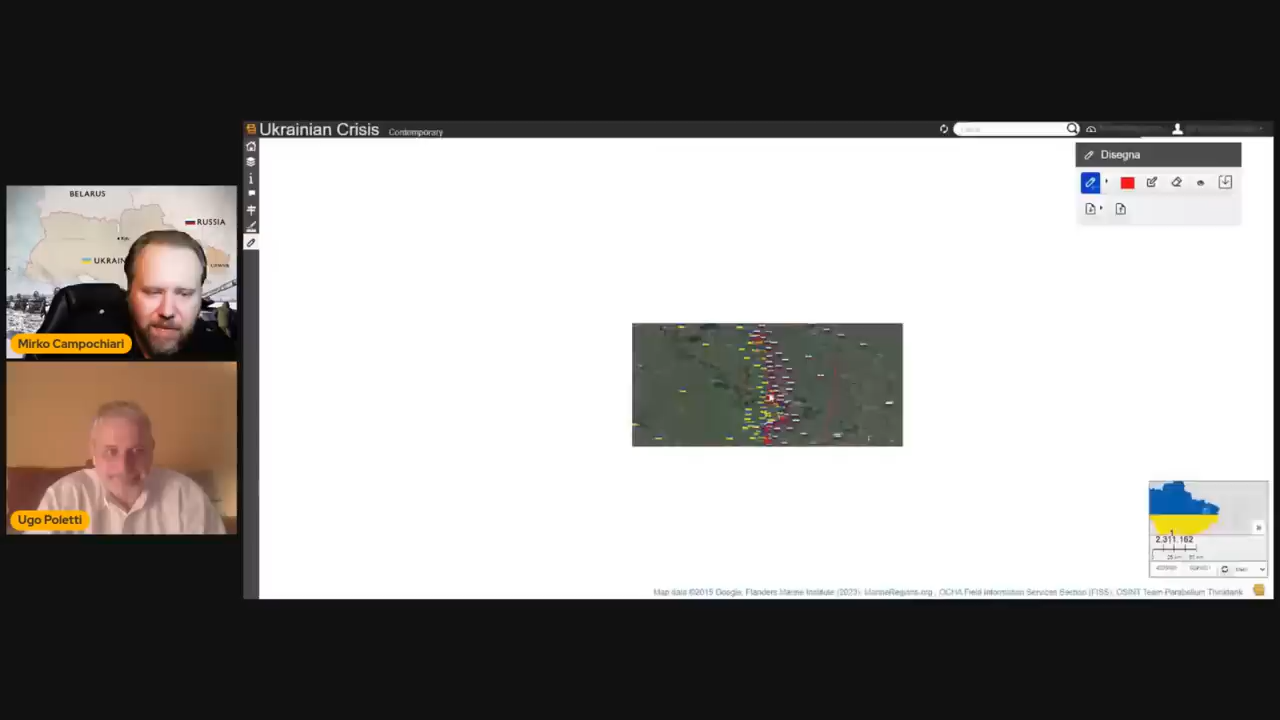 Ukrainian Crisis Contemporary
Disegna
BELARUS
RUSSIA
UKRAIN
Mirko Campochiari
Ugo Poletti
2.311.162
Map data ©2015 Google, Flanders Marine Institute (2023). MarineRegions.org , OCHA Field Information Services Section (FISS), OSINT Team Parabellum Thinktank